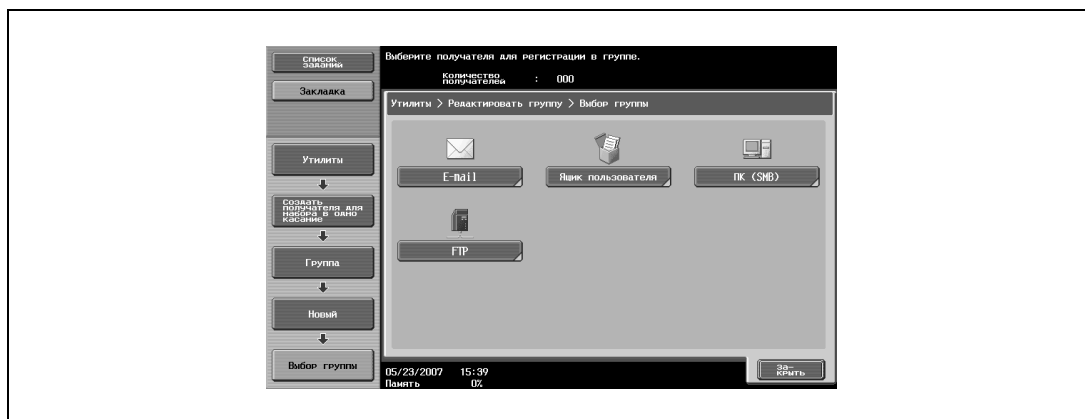 Список
заданий
Закладка
Выберите получателя для регистрации в группе.
Количество
получателей : 000
Утилиты > Редактировать группу > Выбор группы
Утилиты
Создать
получателя для
набора в одно
касание
Группа
Новый
Выбор группы
E-mail
Ящик пользователя
ПК (SMB)
FTP
05/23/2007 15:39
Память 0%
За-
крыть